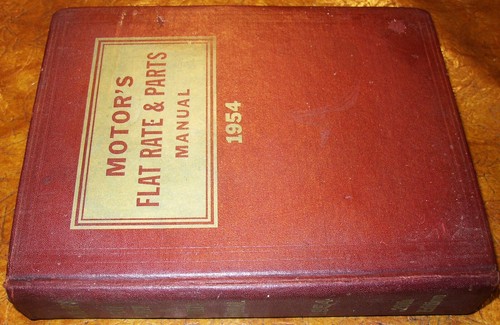 MOTOR'S
FLAT RATE & PARTS
MANUAL
1954